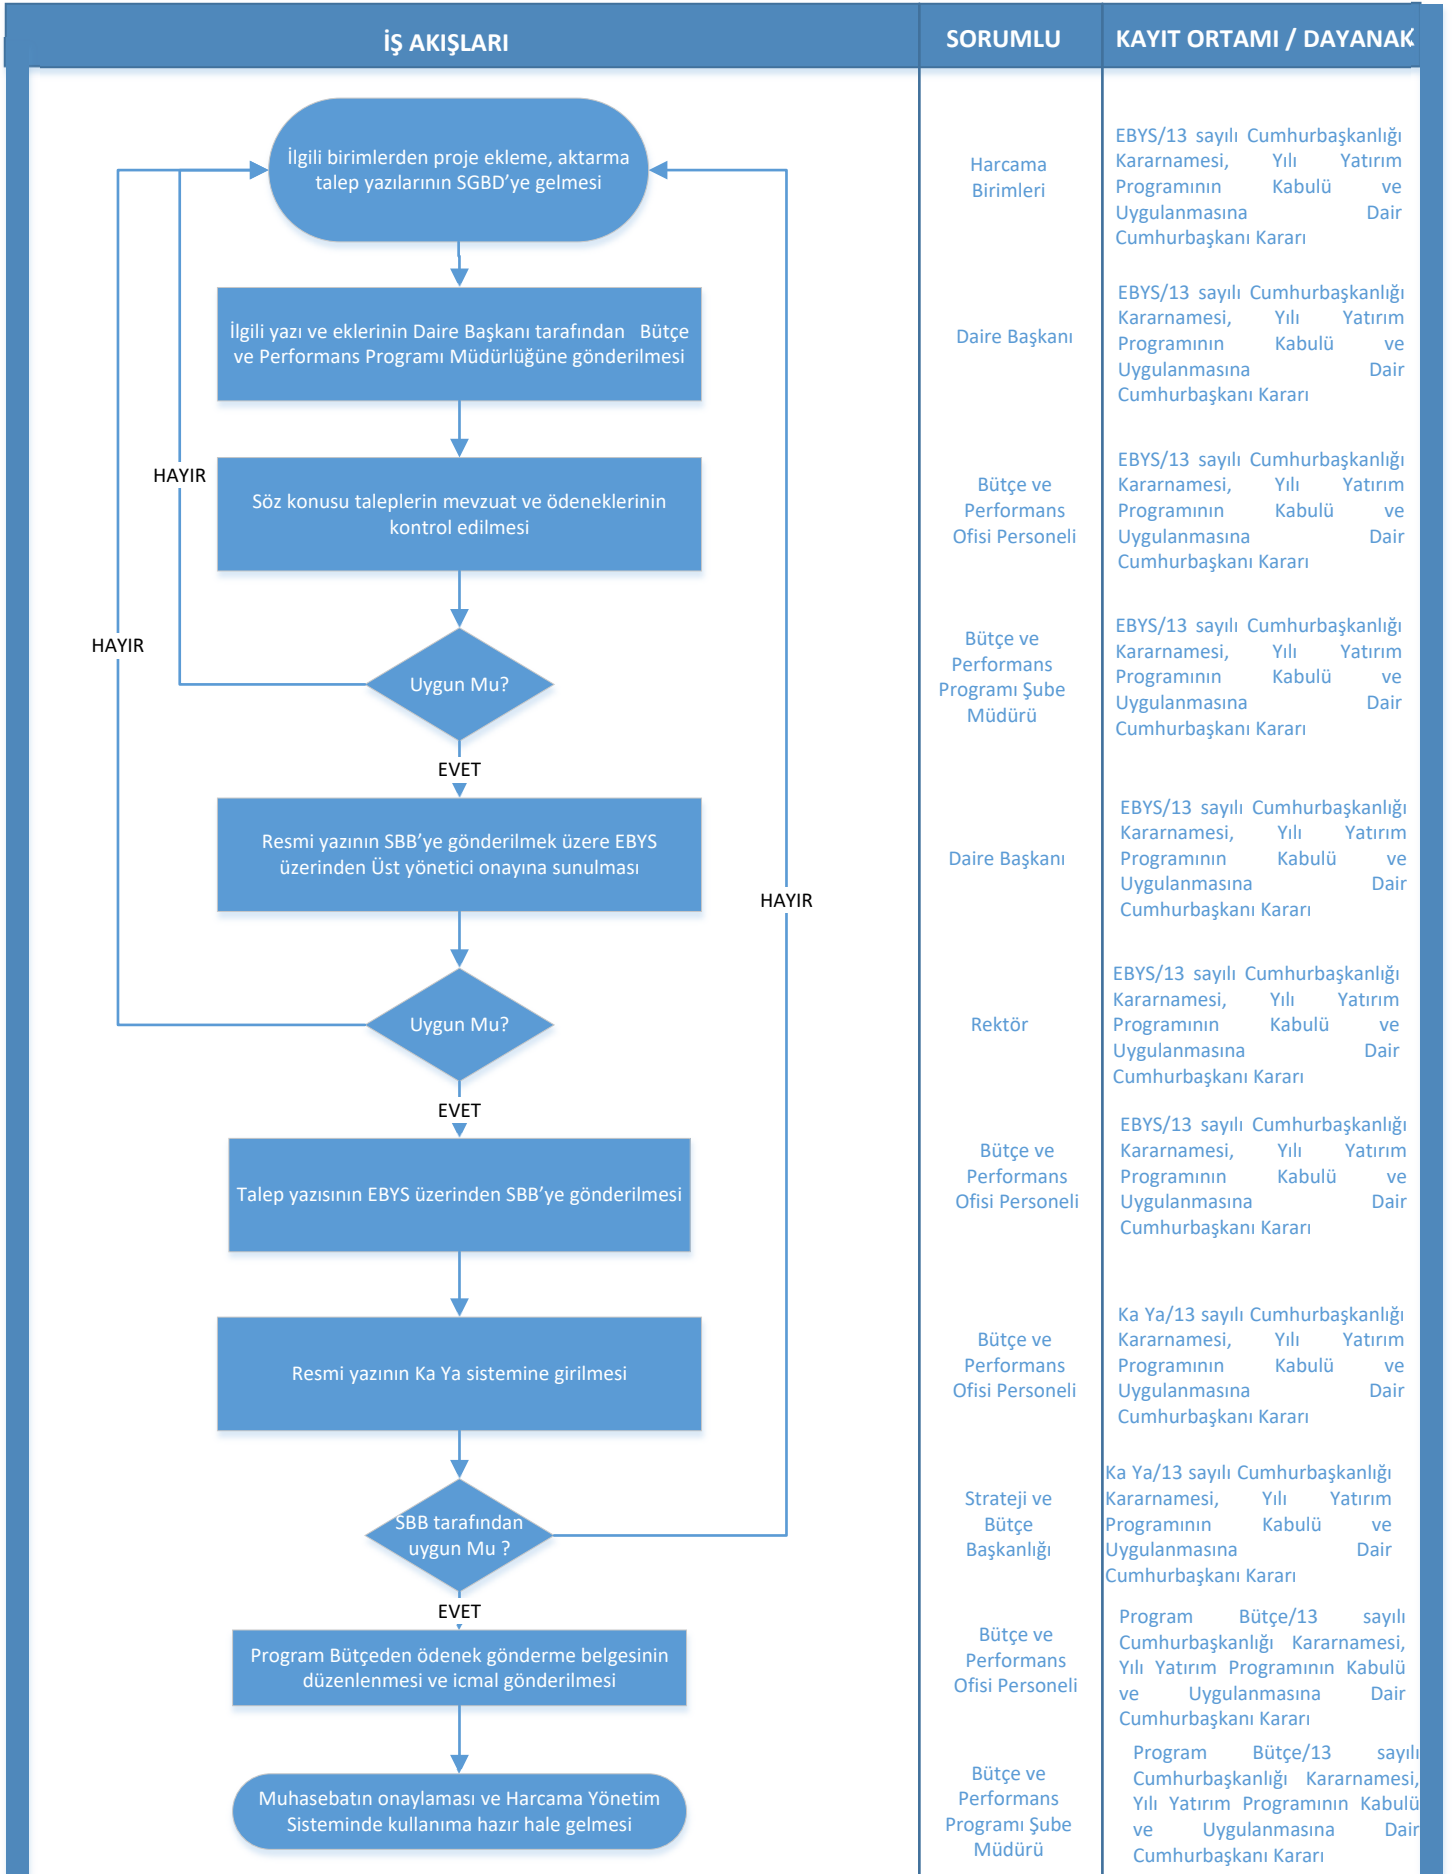 İŞ AKIŞLARI
SORUMLU
KAYIT ORTAMI / DAYANAK
İlgili birimlerden proje ekleme, aktarma
talep yazılarının SGBD’ye gelmesi
Harcama
Birimleri
EBYS/13 sayılı Cumhurbaşkanlığı
Kararnamesi, Yılı Yatırım
Programının Kabulü ve
Uygulanmasına Dair
Cumhurbaşkanı Kararı
İlgili yazı ve eklerinin Daire Başkanı tarafından Bütçe
ve Performans Programı Müdürlüğüne gönderilmesi
Daire Başkanı
EBYS/13 sayılı Cumhurbaşkanlığı
Kararnamesi, Yılı Yatırım
Programının Kabulü ve
Uygulanmasına Dair
Cumhurbaşkanı Kararı
HAYIR
Söz konusu taleplerin mevzuat ve ödeneklerinin
kontrol edilmesi
Bütçe ve
Performans
Ofisi Personeli
EBYS/13 sayılı Cumhurbaşkanlığı
Kararnamesi, Yılı Yatırım
Programının Kabulü ve
Uygulanmasına Dair
Cumhurbaşkanı Kararı
HAYIR
Uygun Mu?
EVET
Bütçe ve
Performans
Programı Şube
Müdürü
EBYS/13 sayılı Cumhurbaşkanlığı
Kararnamesi, Yılı Yatırım
Programının Kabulü ve
Uygulanmasına Dair
Cumhurbaşkanı Kararı
Resmi yazının SBB’ye gönderilmek üzere EBYS
üzerinden Üst yönetici onayına sunulması
HAYIR
Daire Başkanı
EBYS/13 sayılı Cumhurbaşkanlığı
Kararnamesi, Yılı Yatırım
Programının Kabulü ve
Uygulanmasına Dair
Cumhurbaşkanı Kararı
Uygun Mu?
EVET
Rektör
EBYS/13 sayılı Cumhurbaşkanlığı
Kararnamesi, Yılı Yatırım
Programının Kabulü ve
Uygulanmasına Dair
Cumhurbaşkanı Kararı
Talep yazısının EBYS üzerinden SBB’ye gönderilmesi
Bütçe ve
Performans
Ofisi Personeli
EBYS/13 sayılı Cumhurbaşkanlığı
Kararnamesi, Yılı Yatırım
Programının Kabulü ve
Uygulanmasına Dair
Cumhurbaşkanı Kararı
Resmi yazının Ka Ya sistemine girilmesi
Bütçe ve
Performans
Ofisi Personeli
Ka Ya/13 sayılı Cumhurbaşkanlığı
Kararnamesi, Yılı Yatırım
Programının Kabulü ve
Uygulanmasına Dair
Cumhurbaşkanı Kararı
SBB tarafından
uygun Mu ?
EVET
Strateji ve
Bütçe
Başkanlığı
Ka Ya/13 sayılı Cumhurbaşkanlığı
Kararnamesi, Yılı Yatırım
Programının Kabulü ve
Uygulanmasına Dair
Cumhurbaşkanı Kararı
Program Bütçeden ödenek gönderme belgesinin
düzenlenmesi ve icmal gönderilmesi
Bütçe ve
Performans
Ofisi Personeli
Program Bütçe/13 sayılı
Cumhurbaşkanlığı Kararnamesi,
Yılı Yatırım Programının Kabulü
ve Uygulanmasına Dair
Cumhurbaşkanı Kararı
Muhasebatın onaylaması ve Harcama Yönetim
Sisteminde kullanıma hazır hale gelmesi
Bütçe ve
Performans
Programı Şube
Müdürü
Program Bütçe/13 sayılı
Cumhurbaşkanlığı Kararnamesi,
Yılı Yatırım Programının Kabulü
ve Uygulanmasına Dair
Cumhurbaşkanı Kararı